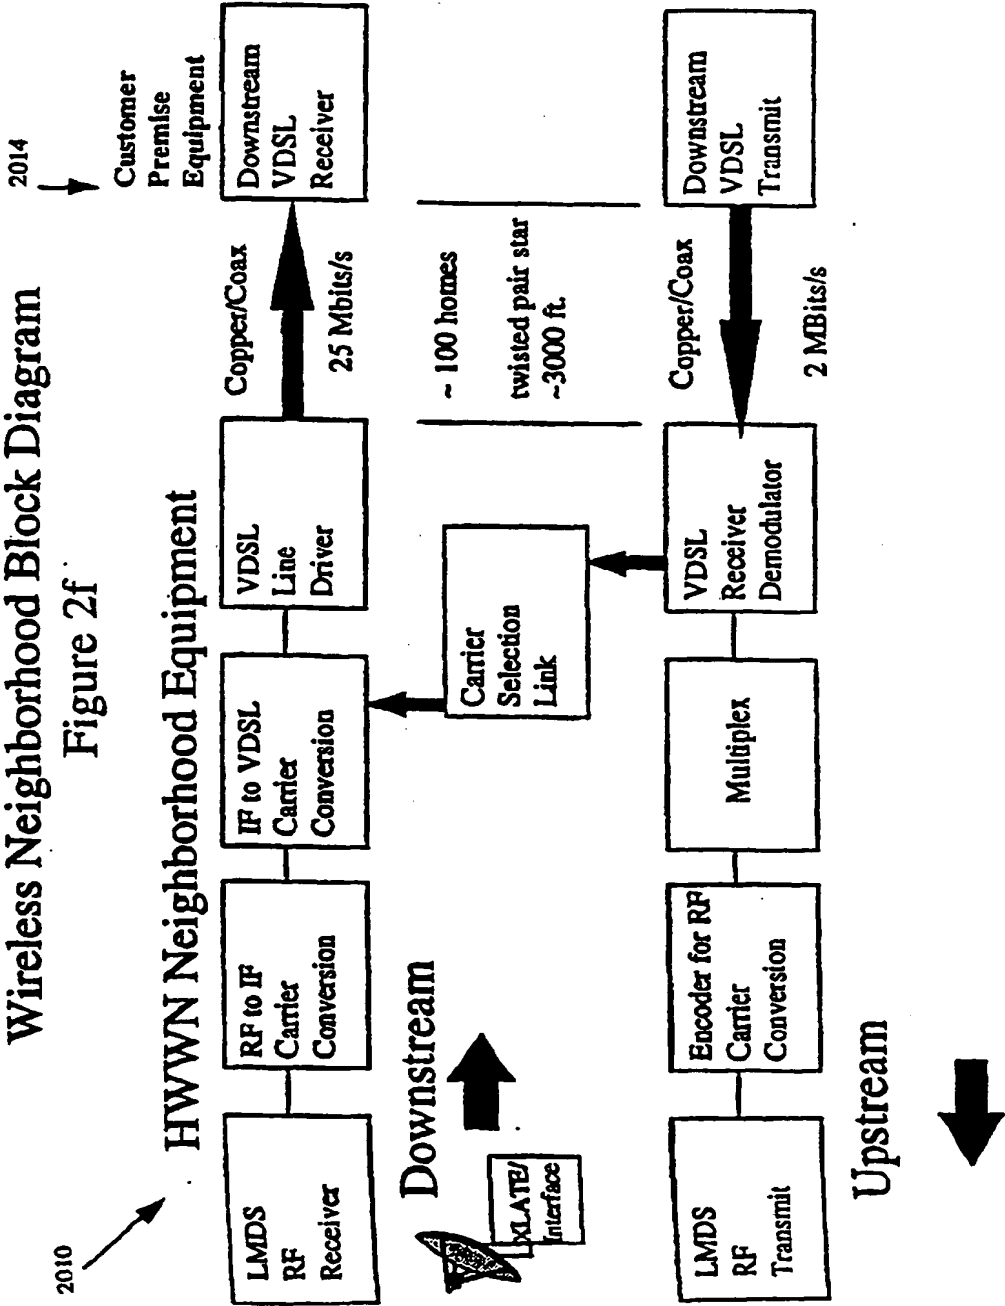 Wireless Neighborhood Block Diagram
Figure 2f
2010
2014
HWWN Neighborhood Equipment
Customer
Premise
Equipment
LMDS
RF
Receiver
RF to IF
Carrier
Conversion
IF to VDSL
Carrier
Conversion
VDSL
Line
Driver
Copper/Coax
25 Mbits/s
Downstream
VDSL
Receiver
Downstream
XLATE/
Interface
Carrier
Selection
Link
~ 100 homes
twisted pair star
~3000 ft.
LMDS
RF
Transmit
Encoder for RF
Carrier
Conversion
Multiplex
VDSL
Receiver
Demodulator
Copper/Coax
2 MBits/s
Downstream
VDSL
Transmit
Upstream